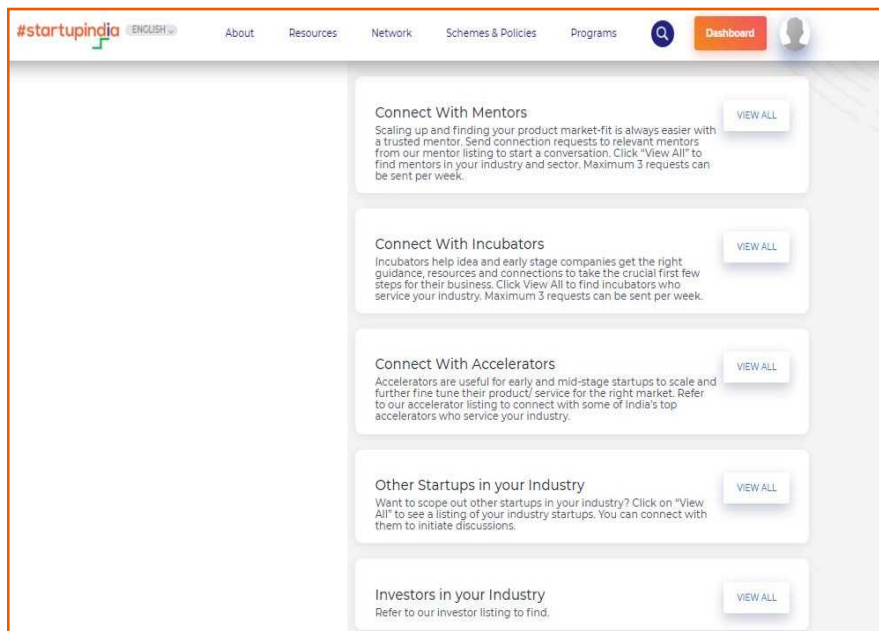 #startupindia ENGLISH About Resources Network Schemes & Policies Programs Dashboard
Connect With Mentors
VIEW ALL
Scaling up and finding your product market-fit is always easier with
a trusted mentor. Send connection requests to relevant mentors
from our mentor listing to start a conversation. Click "View All" to
find mentors in your industry and sector. Maximum 3 requests can
be sent per week.
Connect With Incubators
VIEW ALL
Incubators help idea and early stage companies get the right
guidance, resources and connections to take the crucial first few
steps for their business. Click View All to find incubators who
service your industry. Maximum 3 requests can be sent per week.
Connect With Accelerators
VIEW ALL
Accelerators are useful for early and mid-stage startups to scale and
further fine tune their product/ service for the right market. Refer
to our accelerator listing to connect with some of India's top
accelerators who service your industry.
Other Startups in your Industry
VIEW ALL
Want to scope out other startups in your industry? Click on "View
All" to see a listing of your industry startups. You can connect with
them to initiate discussions.
Investors in your Industry
VIEW ALL
Refer to our investor listing to find.